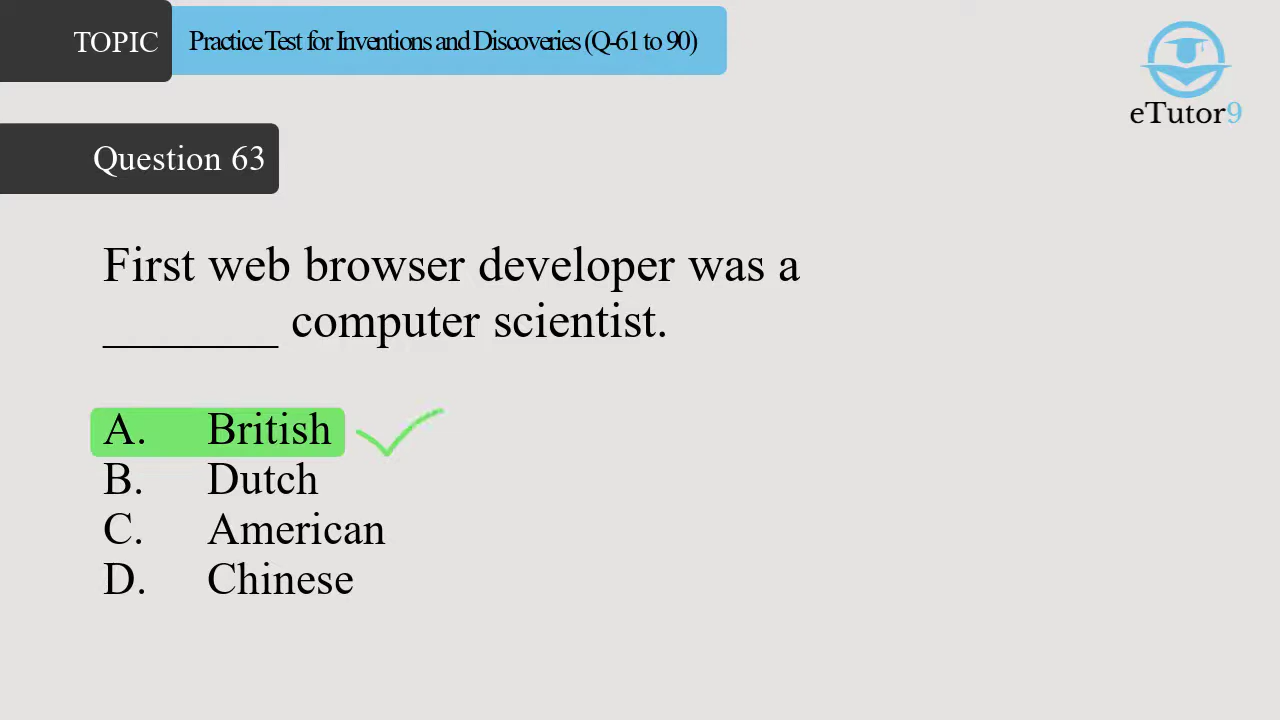 TOPIC
Practice Test for Inventions and Discoveries (Q-61 to 90)
eTutor9
Question 63
First web browser developer was a
_______ computer scientist.
A. British
B. Dutch
C. American
D. Chinese